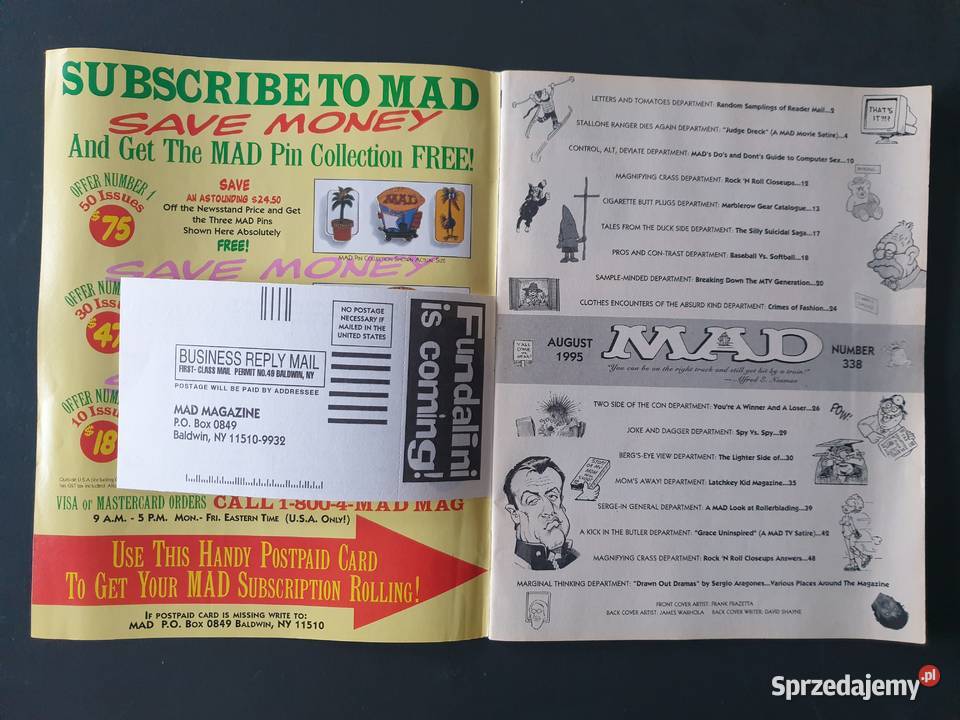 SUBSCRIBE TO MAD
SAVE MONEY
And Get The MAD Pin Collection FREE!
OFFER NUMBER 1
50 Issues
$75
SAVE
AN ASTOUNDING $24.50
Off the Newsstand Price and Get
the Three MAD Pins
Shown Here Absolutely
FREE!
MAD
MAD PIN COLLECTION SHOWN ACTUAL SIZE
SAVE MONEY
OFFER NUM
30 Issu
$47
OFFER NUM
10 Issu
$18
NO POSTAGE
NECESSARY IF
MAILED IN THE
UNITED STATES
BUSINESS REPLY MAIL
FIRST-CLASS MAIL PERMIT NO.49 BALDWIN, NY
POSTAGE WILL BE PAID BY ADDRESSEE
MAD MAGAZINE
P.O. Box 0849
Baldwin, NY 11510-9932
Fundalini
is coming!
VISA or MASTERCARD ORDERS CALL 1-800-4-MAD MAG
9 A.M. - 5 P.M. MON.- FRI. EASTERN TIME (U.S.A. ONLY!)
USE THIS HANDY POSTPAID CARD
TO GET YOUR MAD SUBSCRIPTION ROLLING!
IF POSTPAID CARD IS MISSING WRITE TO:
MAD P.O. BOX 0849 BALDWIN, NY 11510
LETTERS AND TOMATOES DEPARTMENT: Random Samplings of Reader Mail...2
THAT'S
IT?!!?
STALLONE RANGER DIES AGAIN DEPARTMENT: "Judge Dreck" (A MAD Movie Satire)...4
CONTROL, ALT, DEVIATE DEPARTMENT: MAD's Do's and Dont's Guide to Computer Sex...10
MAGNIFYING CRASS DEPARTMENT: Rock 'N Roll Closeups...12
CIGARETTE BUTT PLUGS DEPARTMENT: Marblerow Gear Catalogue...13
TALES FROM THE DUCK SIDE DEPARTMENT: The Silly Suicidal Saga...17
PROS AND CON-TRAST DEPARTMENT: Baseball Vs. Softball...18
SAMPLE-MINDED DEPARTMENT: Breaking Down The MTV Generation...20
CLOTHES ENCOUNTERS OF THE ABSURD KIND DEPARTMENT: Crimes of Fashion...24
Y'ALL
COME
AUGUST
1995
MAD
NUMBER
338
"You can be on the right track and still get hit by a train!"
—Alfred E. Neuman
TWO SIDE OF THE CON DEPARTMENT: You're A Winner And A Loser...26
POW!
JOKE AND DAGGER DEPARTMENT: Spy Vs. Spy...29
BERG'S-EYE VIEW DEPARTMENT: The Lighter Side of...30
MOM'S AWAY! DEPARTMENT: Latchkey Kid Magazine...35
SERGE-IN GENERAL DEPARTMENT: A MAD Look at Rollerblading...39
A KICK IN THE BUTLER DEPARTMENT: "Grace Uninspired" (A MAD TV Satire)...42
MAGNIFYING CRASS DEPARTMENT: Rock 'N Roll Closeups Answers...48
MARGINAL THINKING DEPARTMENT: "Drawn Out Dramas" by Sergio Aragones...Various Places Around The Magazine
FRONT COVER ARTIST: FRANK FRAZETTA
BACK COVER ARTIST: JAMES WARHOLA BACK COVER WRITER: DAVID SHAYNE
Sprzedajemy.pl